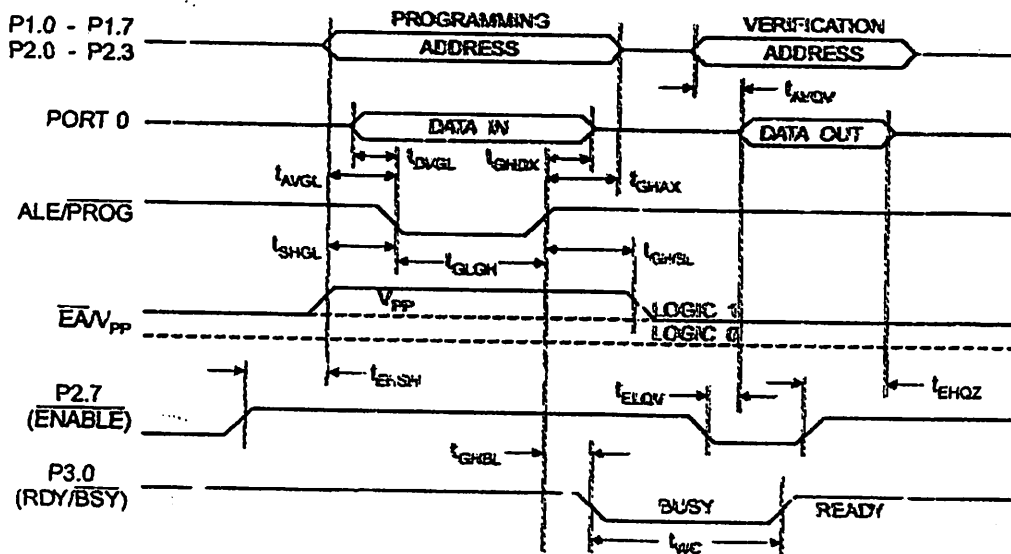 P1.0 - P1.7
P2.0 - P2.3
PROGRAMMING
ADDRESS
VERIFICATION
ADDRESS
tAVQV
PORT 0
DATA IN
DATA OUT
tDVGL
tGHDX
tAVGL
tGHAX
ALE/PROG
tSHGL
tGLGH
tGHSL
VPP
EA/VPP
LOGIC 1
LOGIC 0
tEHSH
tELQV
tEHQZ
P2.7
(ENABLE)
tGHBL
P3.0
(RDY/BSY)
BUSY
READY
tWC